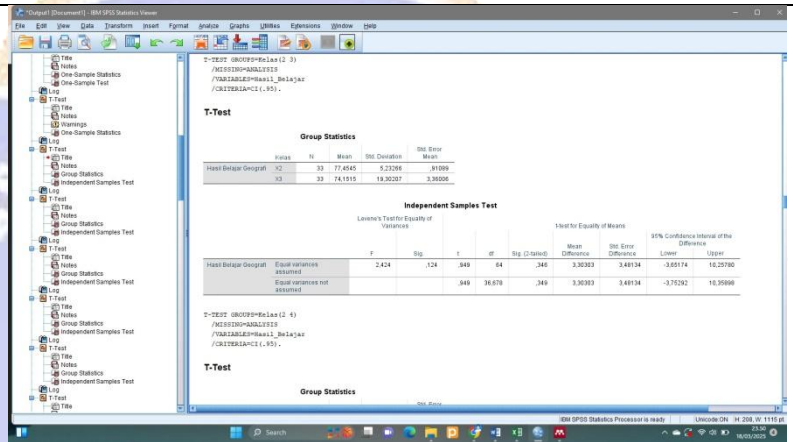 *Output1 [Document1] - IBM SPSS Statistics Viewer
File Edit View Data Transform Insert Format Analyze Graphs Utilities Extensions Window Help
Title
Notes
One-Sample Statistics
One-Sample Test
Log
T-Test
Title
Notes
Warnings
One-Sample Statistics
Log
T-Test
Title
Notes
Group Statistics
Independent Samples Test
Log
T-Test
Title
Notes
Group Statistics
Independent Samples Test
Log
T-Test
Title
Notes
Group Statistics
Independent Samples Test
Log
T-Test
Title
Notes
Group Statistics
Independent Samples Test
Log
T-Test
Title
Notes
Group Statistics
Independent Samples Test
Log
T-Test
Title
T-TEST GROUPS=Kelas(2 3)
/MISSING=ANALYSIS
/VARIABLES=Hasil_Belajar
/CRITERIA=CI(.95).
T-Test
Group Statistics
Kelas N Mean Std. Deviation Std. Error Mean
Hasil Belajar Geografi X2 33 77,4545 5,23266 ,91089
X3 33 74,1515 19,30207 3,36006
Independent Samples Test
Levene's Test for Equality of Variances t-test for Equality of Means
95% Confidence Interval of the Difference
F Sig. t df Sig. (2-tailed) Mean Difference Std. Error Difference Lower Upper
Hasil Belajar Geografi Equal variances assumed 2,424 ,124 ,949 64 ,346 3,30303 3,48134 -3,65174 10,25780
Equal variances not assumed ,949 36,678 ,349 3,30303 3,48134 -3,75292 10,35898
T-TEST GROUPS=Kelas(2 4)
/MISSING=ANALYSIS
/VARIABLES=Hasil_Belajar
/CRITERIA=CI(.95).
T-Test
Group Statistics
Std. Error
IBM SPSS Statistics Processor is ready Unicode:ON H: 298, W: 1115 pt
Search
23.50
18/03/2025